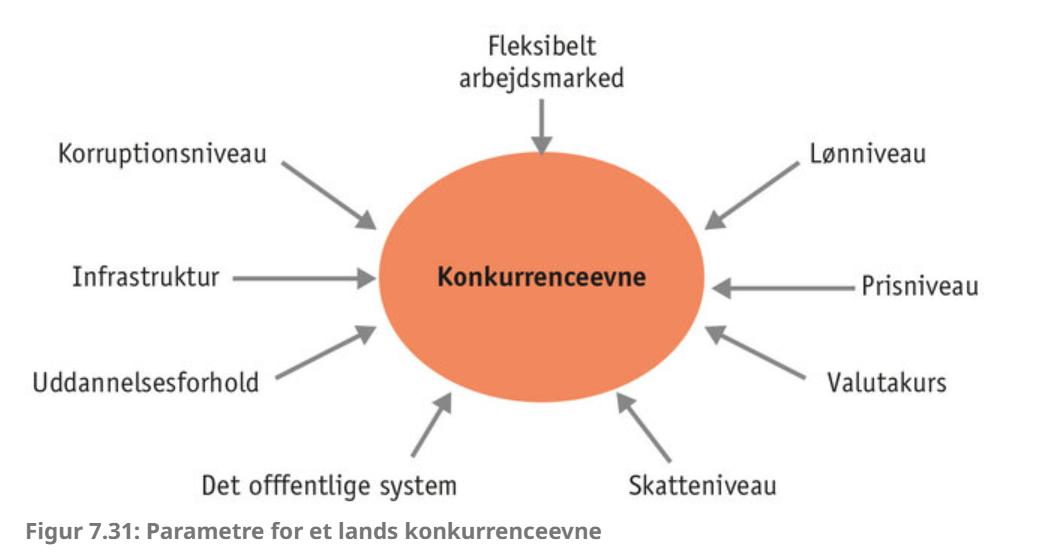 Fleksibelt
arbejdsmarked
Korruptionsniveau
Lønniveau
Infrastruktur
Konkurrenceevne
Prisniveau
Uddannelsesforhold
Valutakurs
Det offfentlige system
Skatteniveau
Figur 7.31: Parametre for et lands konkurrenceevne